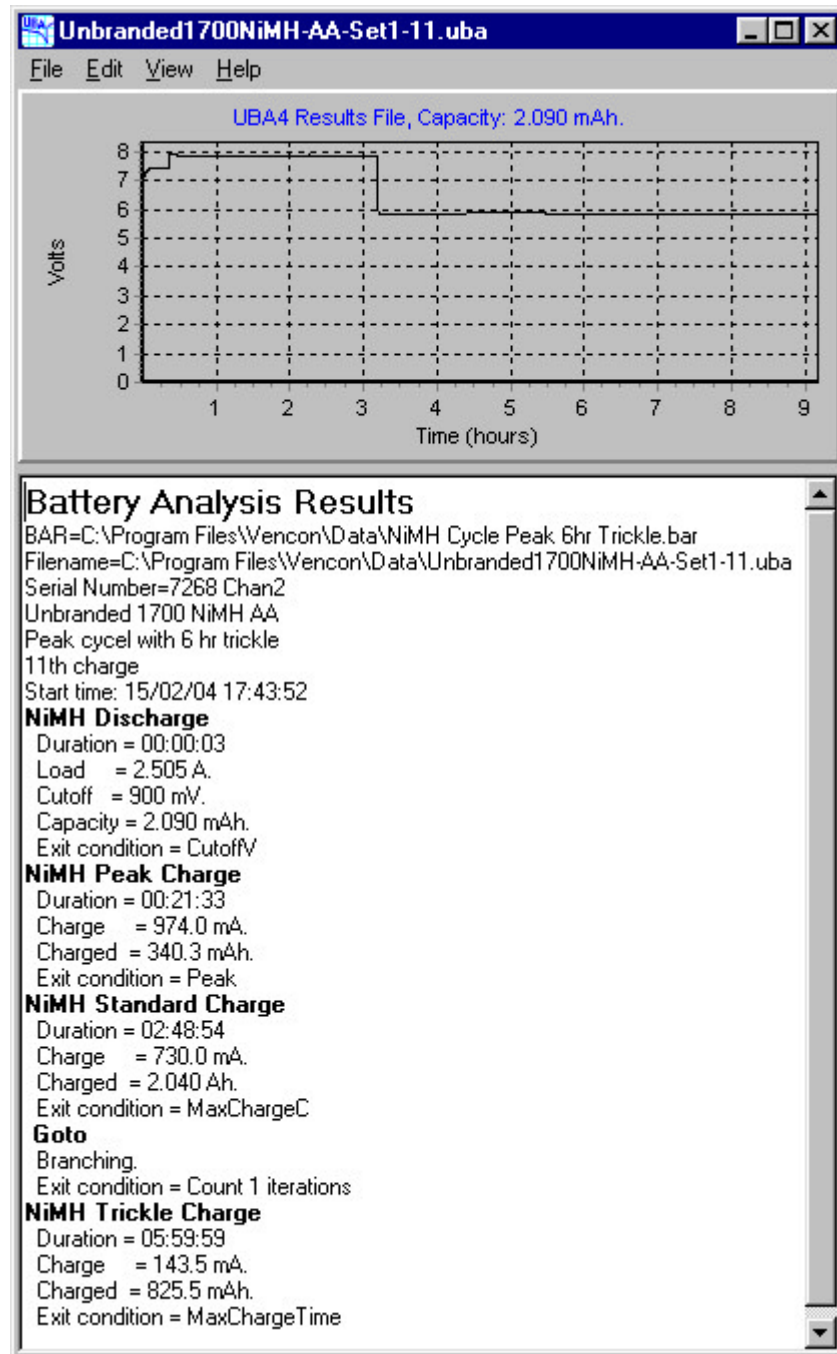 UBA
Unbranded1700NiMH-AA-Set1-11.uba
File Edit View Help
UBA4 Results File, Capacity: 2.090 mAh.
Volts
8
7
6
5
4
3
2
1
0
1 2 3 4 5 6 7 8 9
Time (hours)
Battery Analysis Results
BAR=C:\Program Files\Vencon\Data\NiMH Cycle Peak 6hr Trickle.bar
Filename=C:\Program Files\Vencon\Data\Unbranded1700NiMH-AA-Set1-11.uba
Serial Number=7268 Chan2
Unbranded 1700 NiMH AA
Peak cycel with 6 hr trickle
11th charge
Start time: 15/02/04 17:43:52
NiMH Discharge
Duration = 00:00:03
Load = 2.505 A.
Cutoff = 900 mV.
Capacity = 2.090 mAh.
Exit condition = CutoffV
NiMH Peak Charge
Duration = 00:21:33
Charge = 974.0 mA.
Charged = 340.3 mAh.
Exit condition = Peak
NiMH Standard Charge
Duration = 02:48:54
Charge = 730.0 mA.
Charged = 2.040 Ah.
Exit condition = MaxChargeC
Goto
Branching.
Exit condition = Count 1 iterations
NiMH Trickle Charge
Duration = 05:59:59
Charge = 143.5 mA.
Charged = 825.5 mAh.
Exit condition = MaxChargeTime